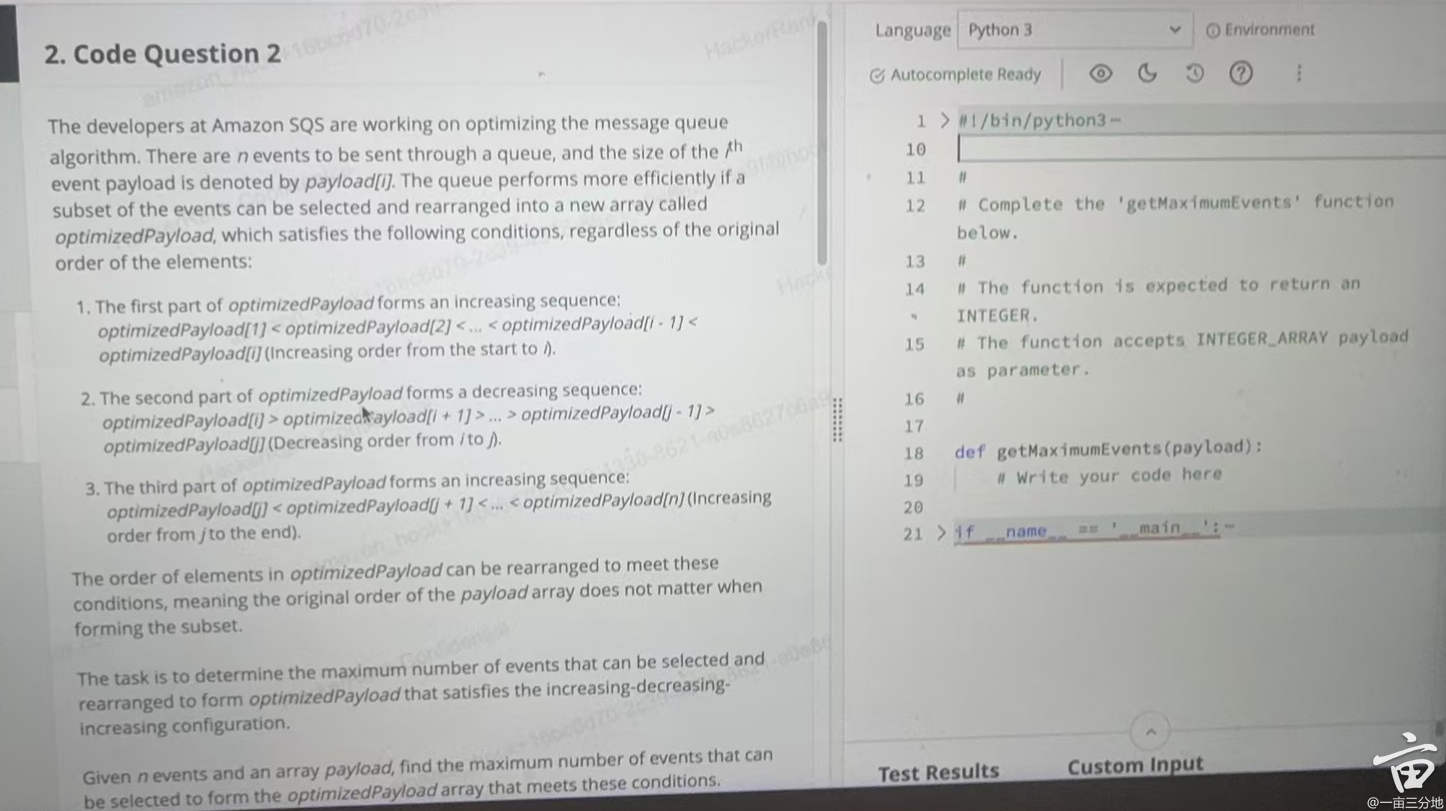 2. Code Question 2
The developers at Amazon SQS are working on optimizing the message queue
algorithm. There are n events to be sent through a queue, and the size of the ith
event payload is denoted by payload[i]. The queue performs more efficiently if a
subset of the events can be selected and rearranged into a new array called
optimizedPayload, which satisfies the following conditions, regardless of the original
order of the elements:
1. The first part of optimizedPayload forms an increasing sequence:
optimizedPayload[1] < optimizedPayload[2] < ... < optimizedPayload[i - 1] <
optimizedPayload[i] (Increasing order from the start to i).
2. The second part of optimizedPayload forms a decreasing sequence:
optimizedPayload[i] > optimizedPayload[i + 1] > ... > optimizedPayload[j - 1] >
optimizedPayload[j] (Decreasing order from i to j).
3. The third part of optimizedPayload forms an increasing sequence:
optimizedPayload[j] < optimizedPayload[j + 1] < ... < optimizedPayload[n] (Increasing
order from j to the end).
The order of elements in optimizedPayload can be rearranged to meet these
conditions, meaning the original order of the payload array does not matter when
forming the subset.
The task is to determine the maximum number of events that can be selected and
rearranged to form optimizedPayload that satisfies the increasing-decreasing-
increasing configuration.
Given n events and an array payload, find the maximum number of events that can
be selected to form the optimizedPayload array that meets these conditions.
Language Python 3 Environment
Autocomplete Ready
1 > #!/bin/python3
10
11 #
12 # Complete the 'getMaximumEvents' function
below.
13 #
14 # The function is expected to return an
INTEGER.
15 # The function accepts INTEGER_ARRAY payload
as parameter.
16 #
17
18 def getMaximumEvents(payload):
19 # Write your code here
20
21 > if __name__ == '__main__':
Test Results Custom Input
亩
@一亩三分地